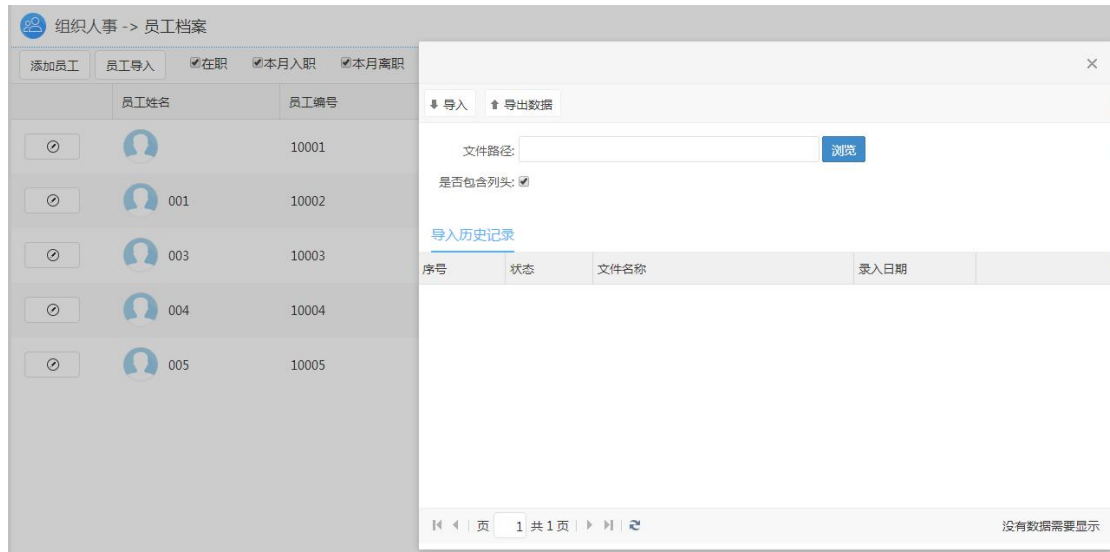 组织人事 -> 员工档案
添加员工 员工导入 在职 本月入职 本月离职
员工姓名 员工编号
10001
001 10002
003 10003
004 10004
005 10005
导入 导出数据
文件路径: 浏览
是否包含列头:
导入历史记录
序号 状态 文件名称 录入日期
页 1 共1页 没有数据需要显示